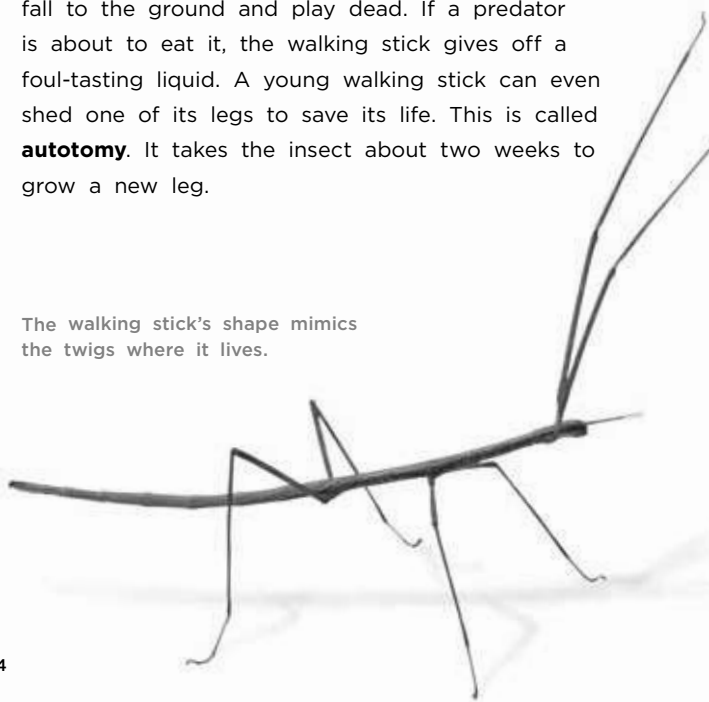 fall to the ground and play dead. If a predator
is about to eat it, the walking stick gives off a
foul-tasting liquid. A young walking stick can even
shed one of its legs to save its life. This is called
autotomy. It takes the insect about two weeks to
grow a new leg.
The walking stick's shape mimics
the twigs where it lives.
4